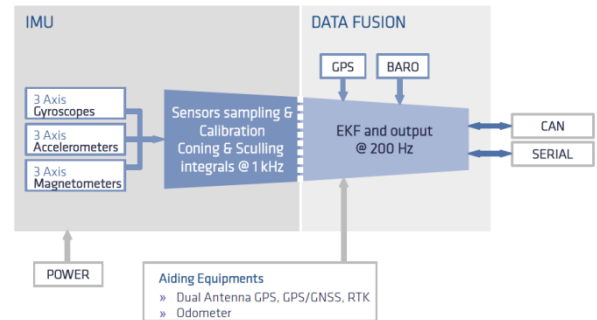 IMU
DATA FUSION
GPS
BARO
3 Axis
Gyroscopes
3 Axis
Accelerometers
3 Axis
Magnetometers
Sensors sampling &
Calibration
Coning & Sculling
integrals @ 1 kHz
EKF and output
@ 200 Hz
CAN
SERIAL
POWER
Aiding Equipments
» Dual Antenna GPS, GPS/GNSS, RTK
» Odometer